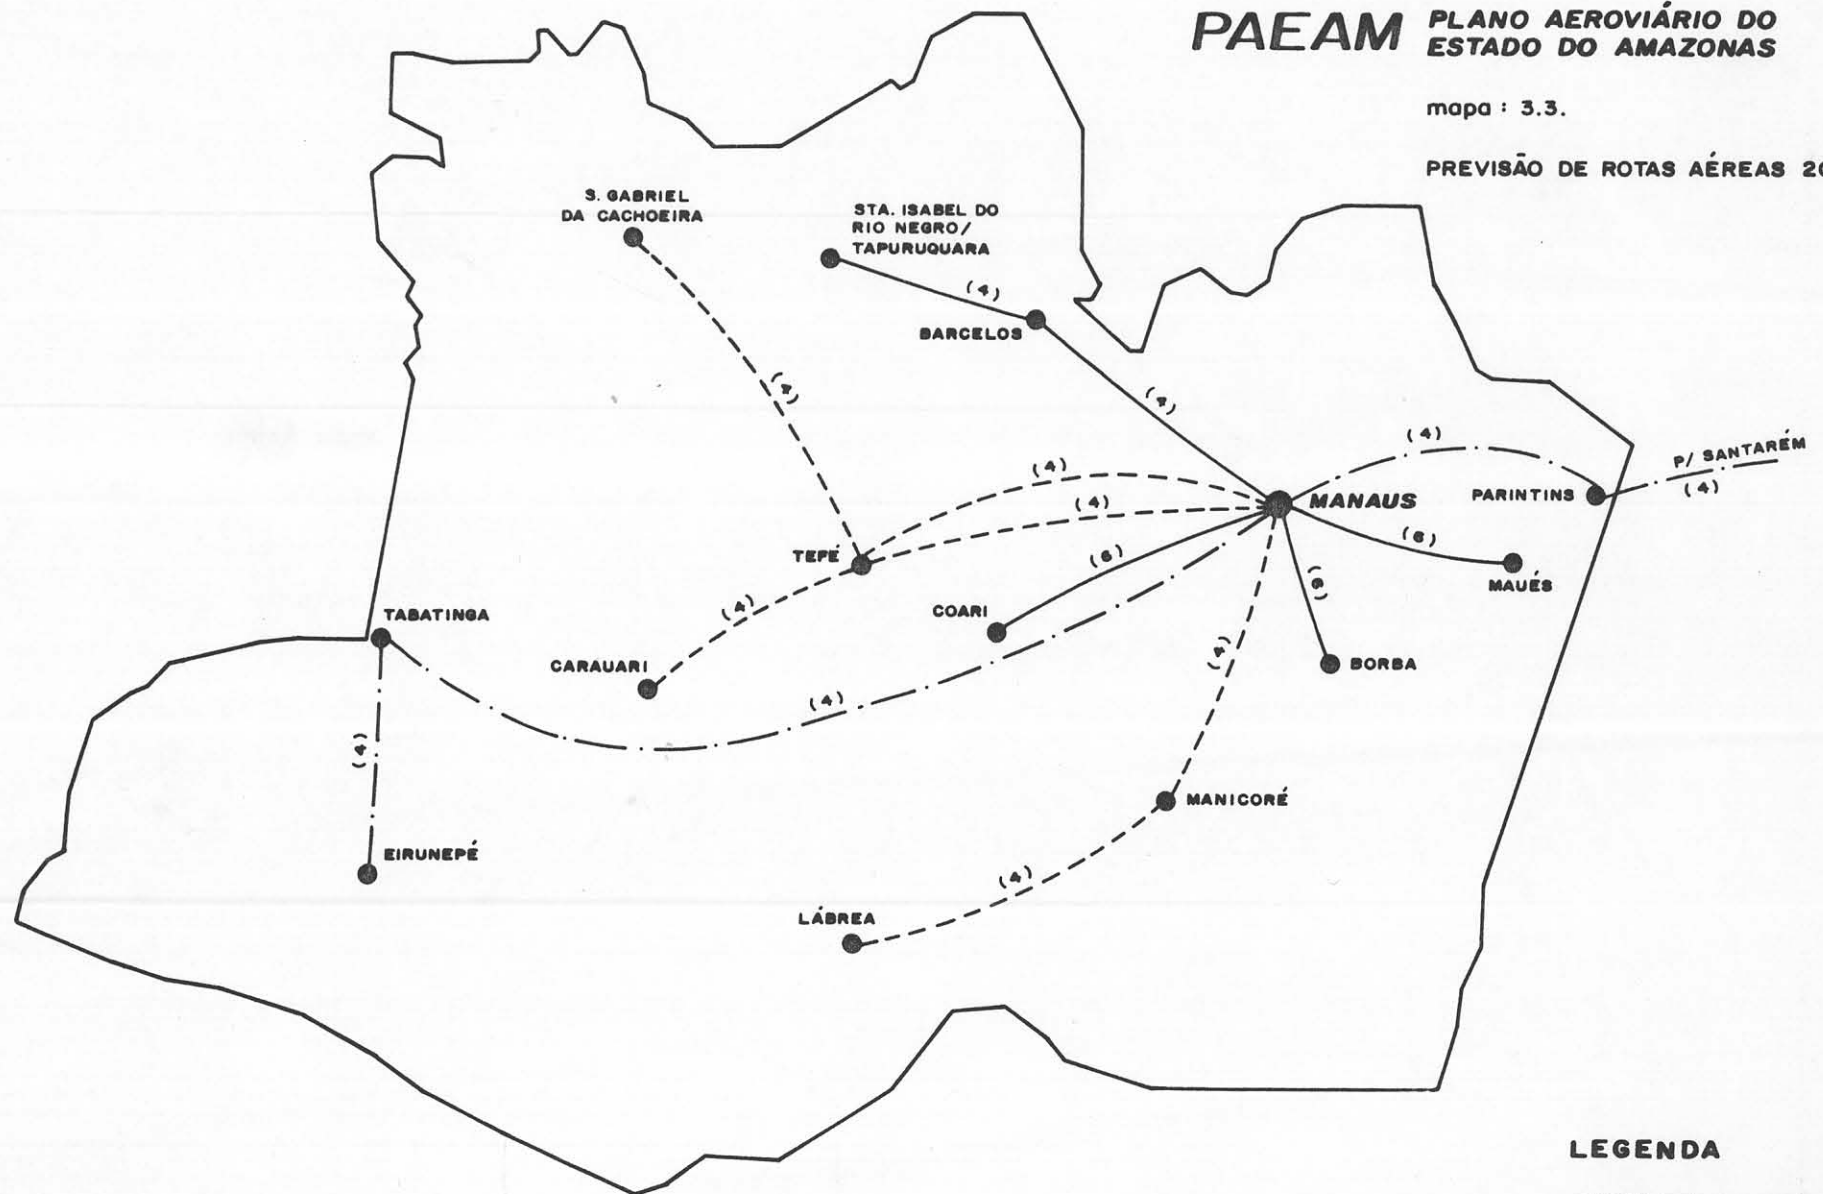 PAEAM
PLANO AEROVIÁRIO DO
ESTADO DO AMAZONAS
mapa : 3.3.
PREVISÃO DE ROTAS AÉREAS
S. GABRIEL
DA CACHOEIRA
STA. ISABEL DO
RIO NEGRO/
TAPURUQUARA
(4)
BARCELOS
(4)
(4)
(4)
P/ SANTARÉM
(4)
(4)
(4)
MANAUS
PARINTINS
TEFÉ
(6)
(6)
MAUÉS
(6)
(4)
COARI
TABATINGA
CARAUARI
(4)
BORBA
(4)
(4)
MANICORÉ
EIRUNEPÉ
(4)
LÁBREA
LEGENDA